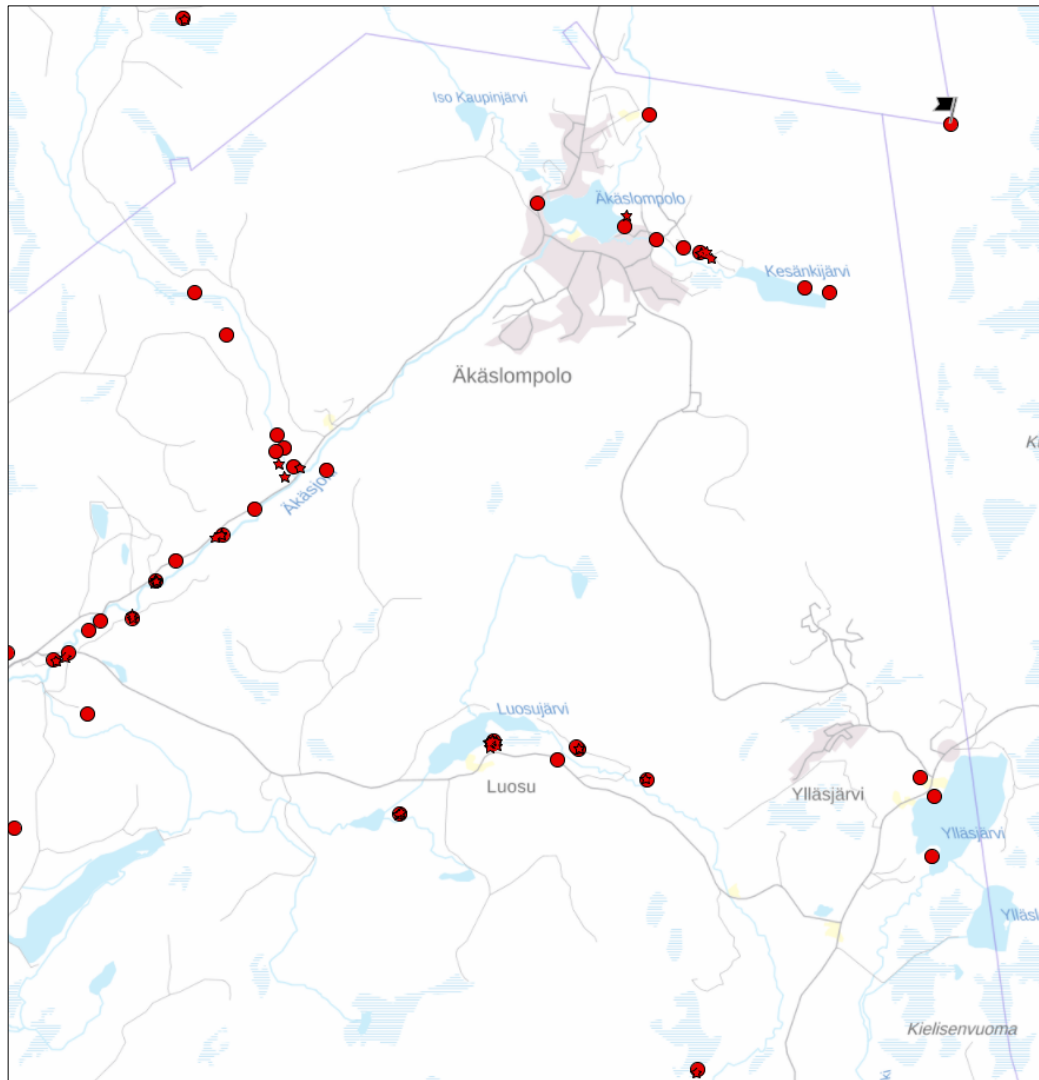 Iso Kaupinjärvi
Äkäslompolo
Kesänkijärvi
Äkäslompolo
Äkäsjoki
Luosujärvi
Luosu
Ylläsjärvi
Ylläsjärvi
Kielisenvuoma